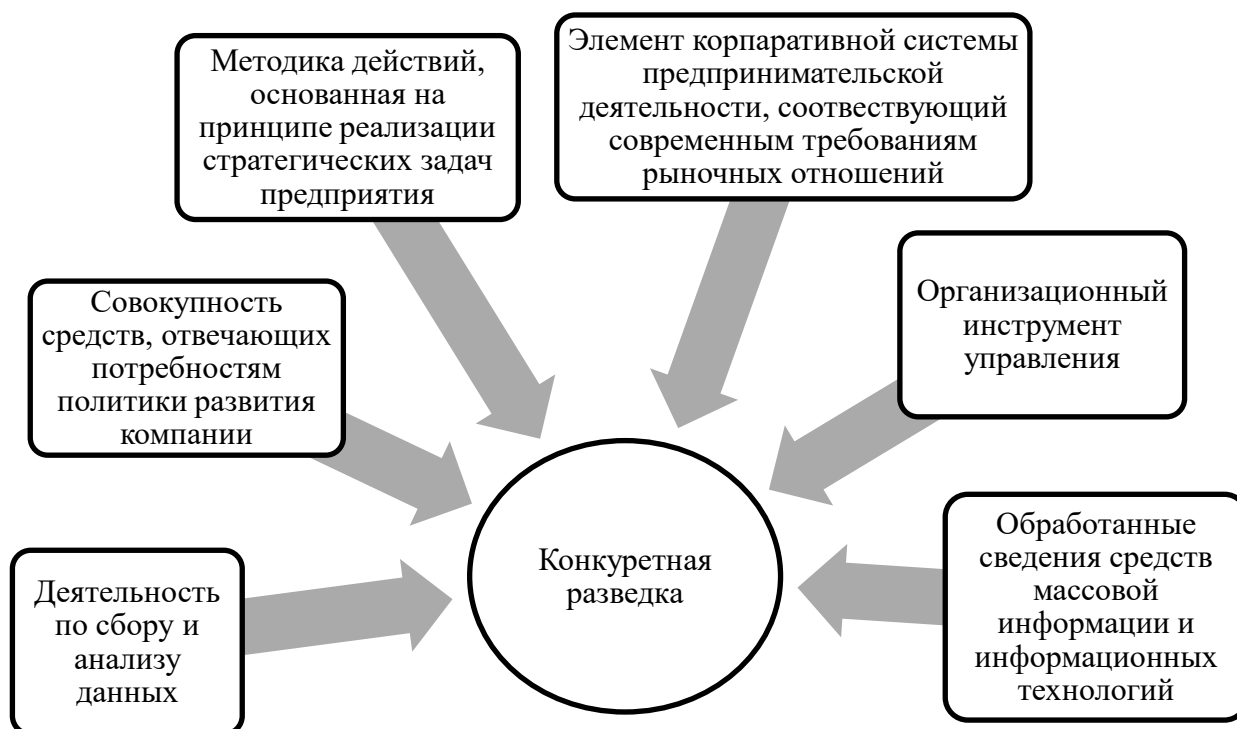 Методика действий,
основанная на
принципе реализации
стратегических задач
предприятия
Элемент корпаративной системы
предпринимательской
деятельности, соотвествующий
современным требованиям
рыночных отношений
Совокупность
средств, отвечающих
потребностям
политики развития
компании
Организационный
инструмент
управления
Деятельность
по сбору и
анализу
данных
Конкуретная
разведка
Обработанные
сведения средств
массовой
информации и
информационных
технологий